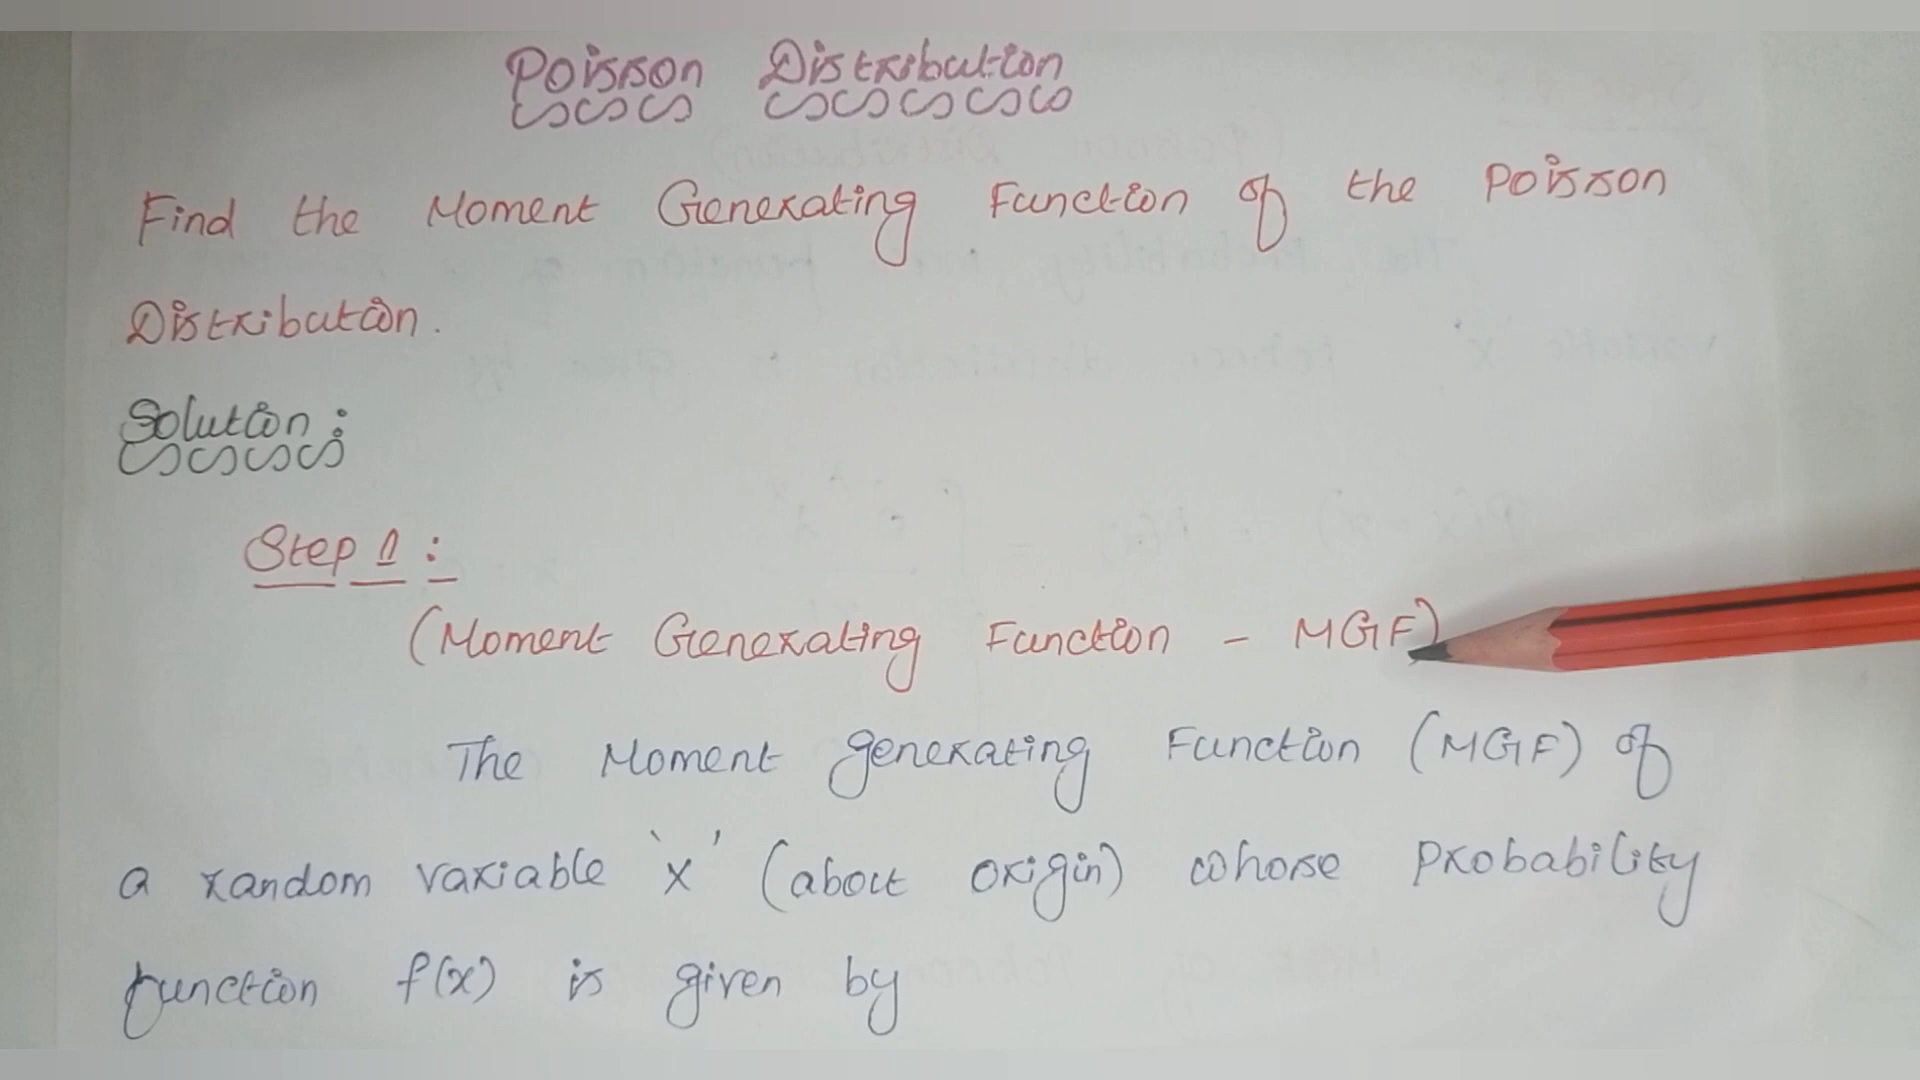 Poisson Distribution
Find the Moment Generating Function of the Poisson
Distribution.
Solution :
Step 1 :
(Moment Generating Function - MGF)
The Moment generating Function (MGF) of
a random variable 'x' (about origin) whose Probability
function f(x) is given by